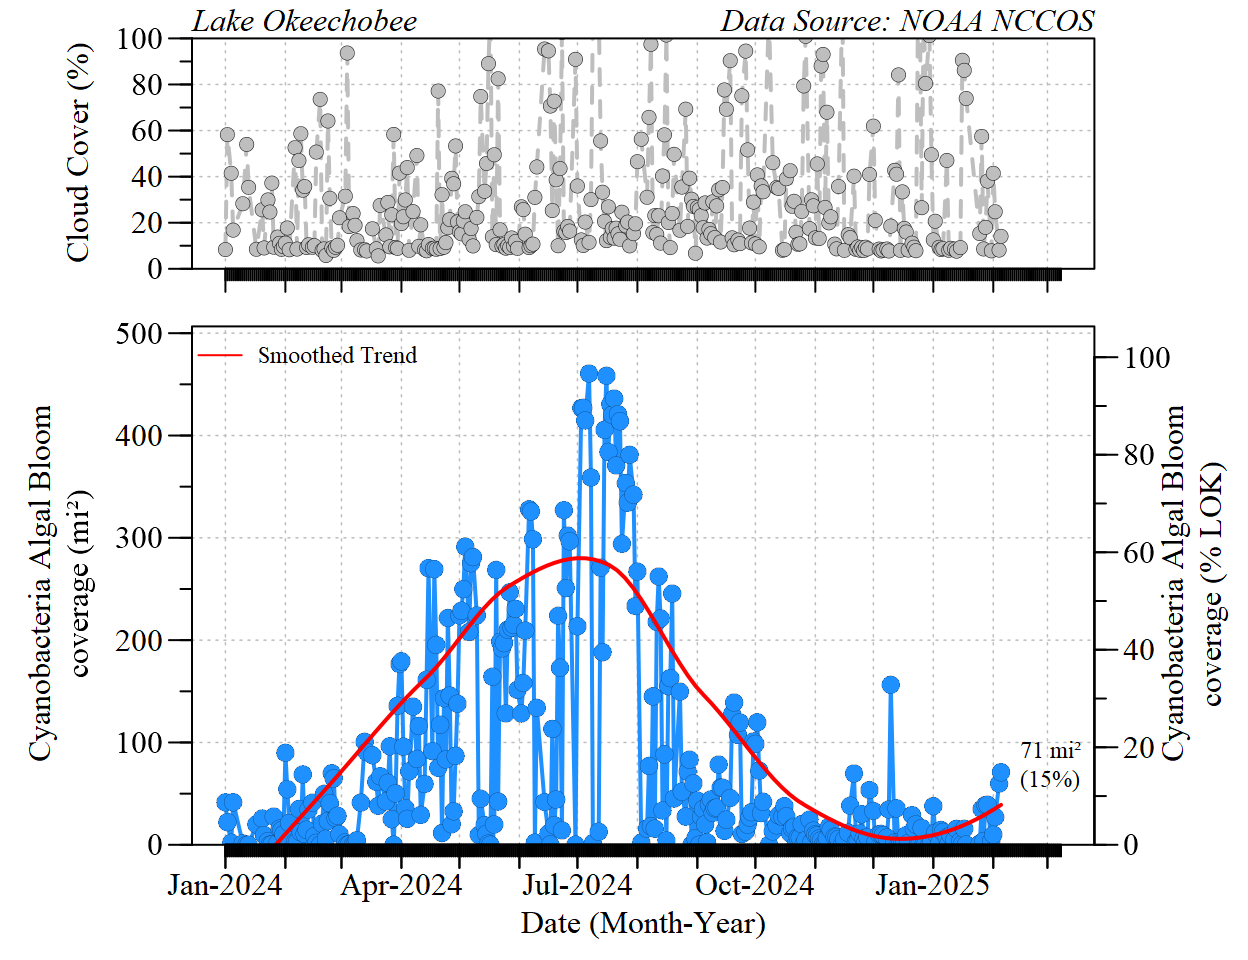 Lake Okeechobee
Data Source: NOAA NCCOS
Cloud Cover (%)
100
80
60
40
20
0
Smoothed Trend
Cyanobacteria Algal Bloom
coverage (mi²)
500
400
300
200
100
0
100
80
60
40
20
0
Cyanobacteria Algal Bloom
coverage (% LOK)
71 mi²
(15%)
Jan-2024
Apr-2024
Jul-2024
Oct-2024
Jan-2025
Date (Month-Year)